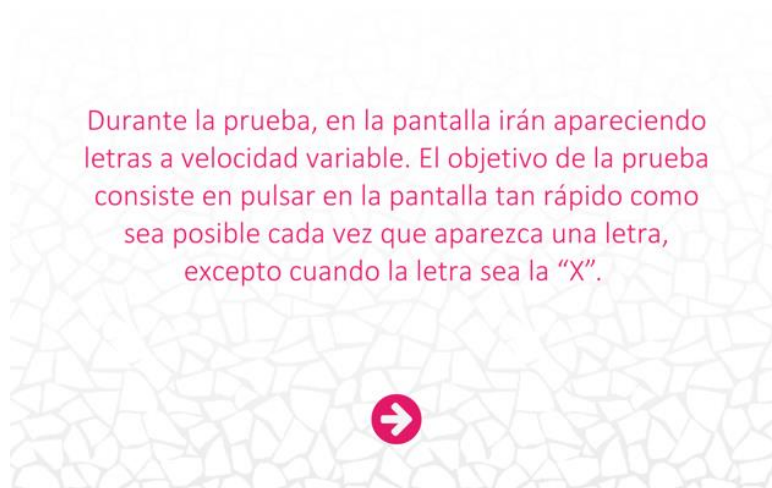 Durante la prueba, en la pantalla irán apareciendo
letras a velocidad variable. El objetivo de la prueba
consiste en pulsar en la pantalla tan rápido como
sea posible cada vez que aparezca una letra,
excepto cuando la letra sea la “X”.